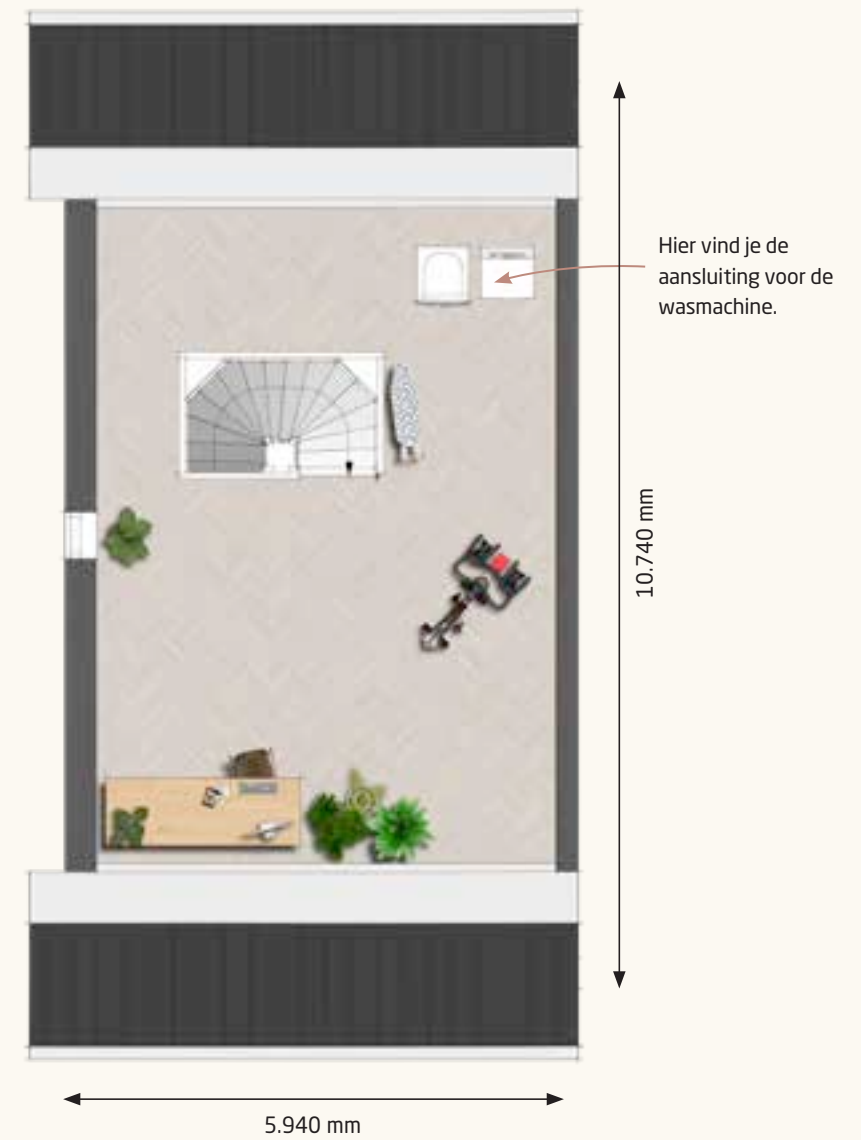 Hier vind je de
aansluiting voor de
wasmachine.
10.740 mm
5.940 mm